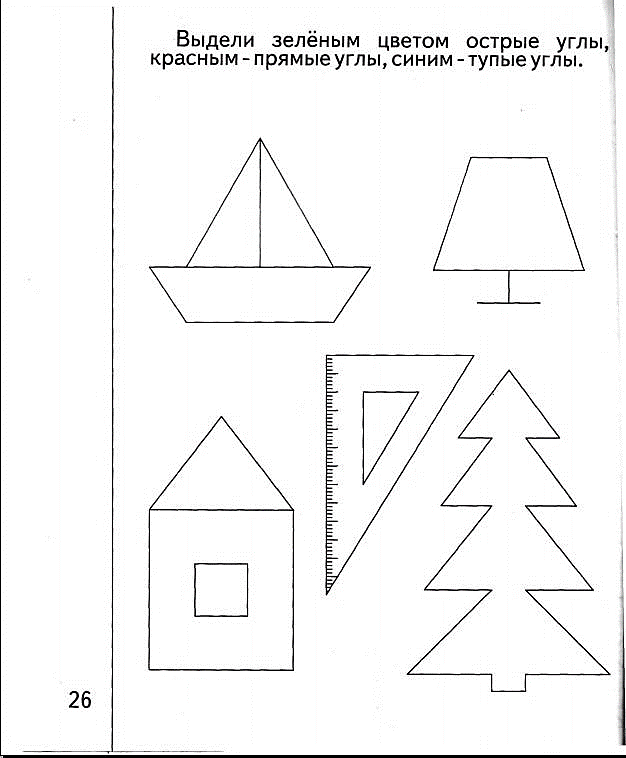 Выдели зелёным цветом острые углы,
красным - прямые углы, синим - тупые углы.
26